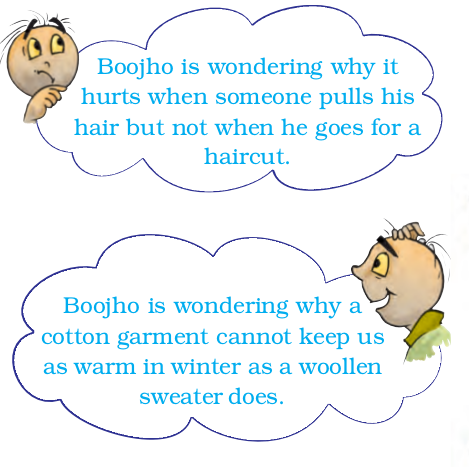 Boojho is wondering why it
hurts when someone pulls his
hair but not when he goes for a
haircut.
Boojho is wondering why a
cotton garment cannot keep us
as warm in winter as a woollen
sweater does.